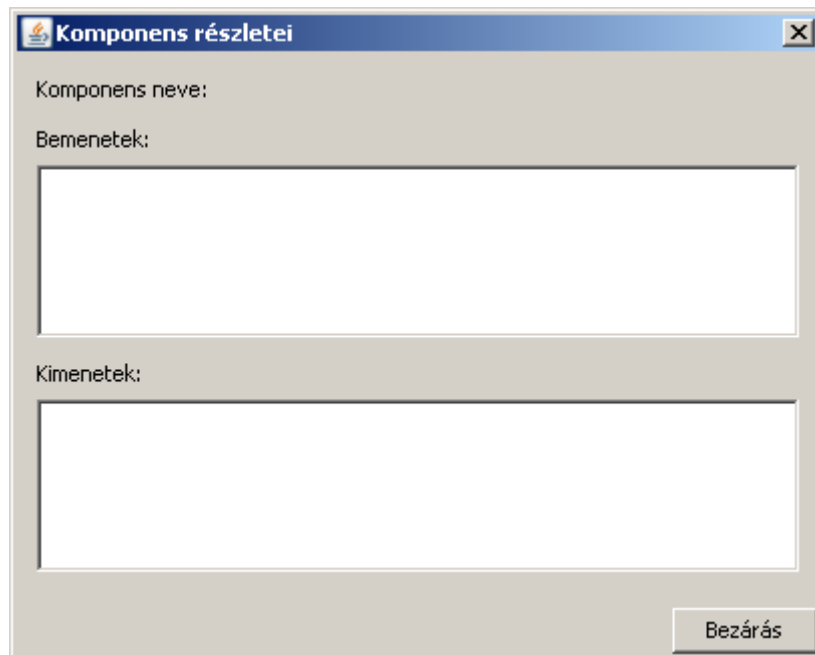 Komponens részletei
Komponens neve:
Bemenetek:
Kimenetek:
Bezárás